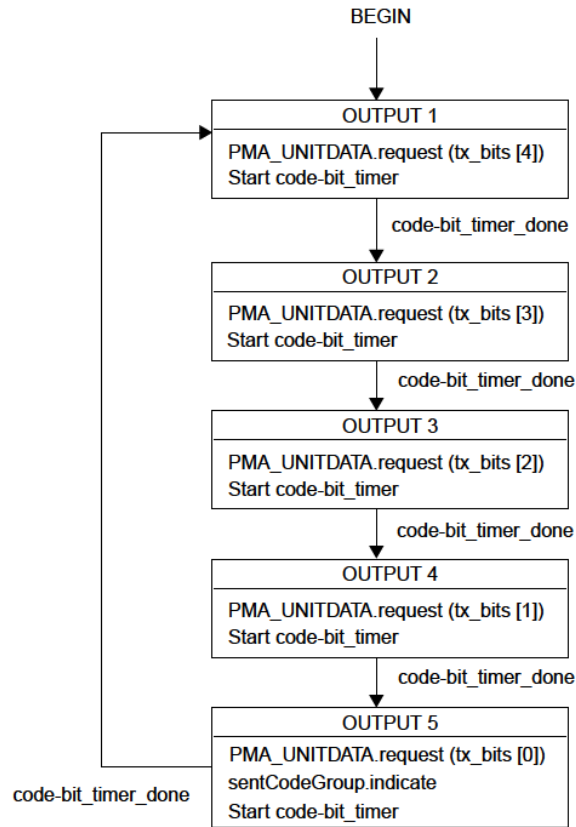 BEGIN
OUTPUT 1
PMA_UNITDATA.request (tx_bits [4])
Start code-bit_timer
code-bit_timer_done
OUTPUT 2
PMA_UNITDATA.request (tx_bits [3])
Start code-bit_timer
code-bit_timer_done
OUTPUT 3
PMA_UNITDATA.request (tx_bits [2])
Start code-bit_timer
code-bit_timer_done
OUTPUT 4
PMA_UNITDATA.request (tx_bits [1])
Start code-bit_timer
code-bit_timer_done
OUTPUT 5
PMA_UNITDATA.request (tx_bits [0])
sentCodeGroup.indicate
Start code-bit_timer
code-bit_timer_done